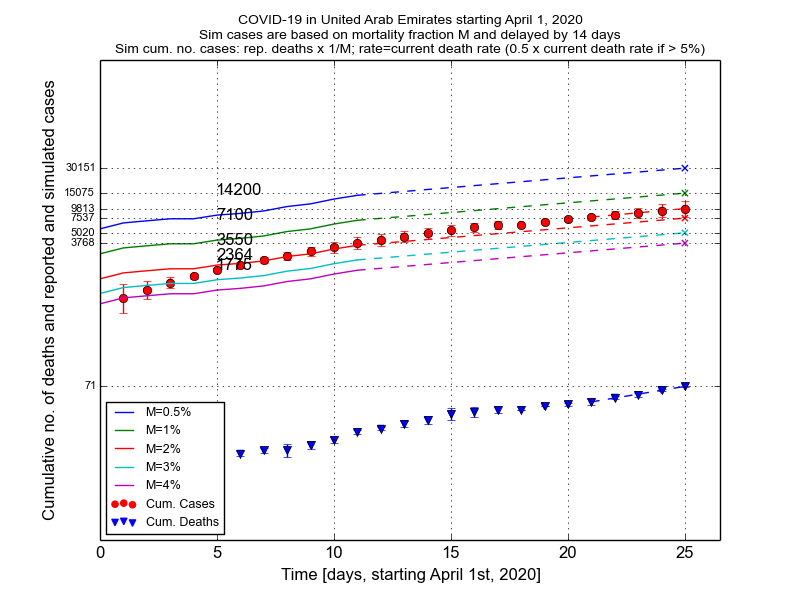 COVID-19 in United Arab Emirates starting April 1, 2020
Sim cases are based on mortality fraction M and delayed by 14 days
Sim cum. no. cases: rep. deaths x 1/M; rate=current death rate (0.5 x current death rate if > 5%)
Cumulative no. of deaths and reported and simulated cases
30151
15075
9813
7537
5020
3768
71
14200
7100
3550
2364
1775
M=0.5%
M=1%
M=2%
M=3%
M=4%
Cum. Cases
Cum. Deaths
0 5 10 15 20 25
Time [days, starting April 1st, 2020]